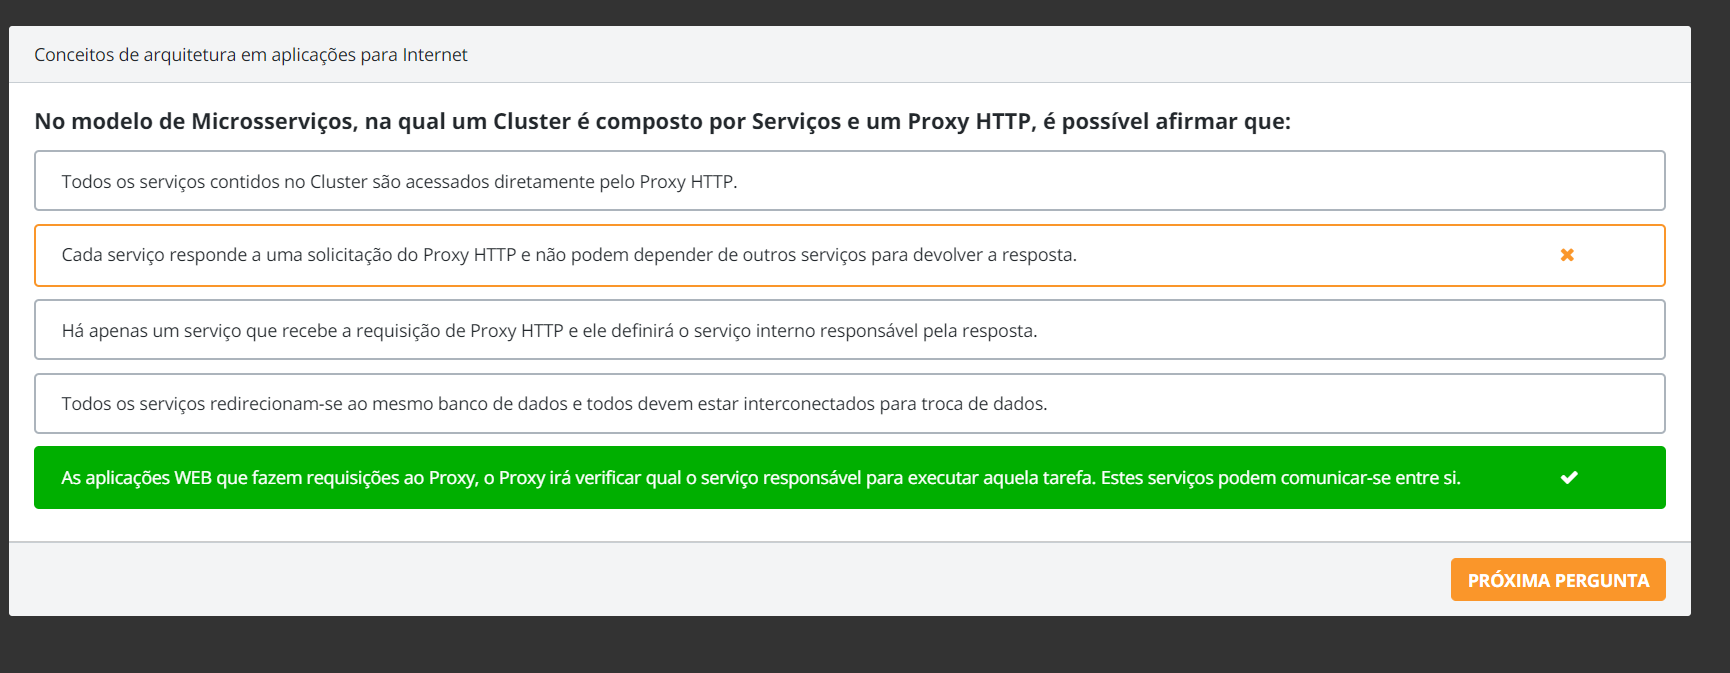 Conceitos de arquitetura em aplicações para Internet
No modelo de Microsserviços, na qual um Cluster é composto por Serviços e um Proxy HTTP, é possível afirmar que:
Todos os serviços contidos no Cluster são acessados diretamente pelo Proxy HTTP.
Cada serviço responde a uma solicitação do Proxy HTTP e não podem depender de outros serviços para devolver a resposta.
Há apenas um serviço que recebe a requisição de Proxy HTTP e ele definirá o serviço interno responsável pela resposta.
Todos os serviços redirecionam-se ao mesmo banco de dados e todos devem estar interconectados para troca de dados.
As aplicações WEB que fazem requisições ao Proxy, o Proxy irá verificar qual o serviço responsável para executar aquela tarefa. Estes serviços podem comunicar-se entre si.
PRÓXIMA PERGUNTA